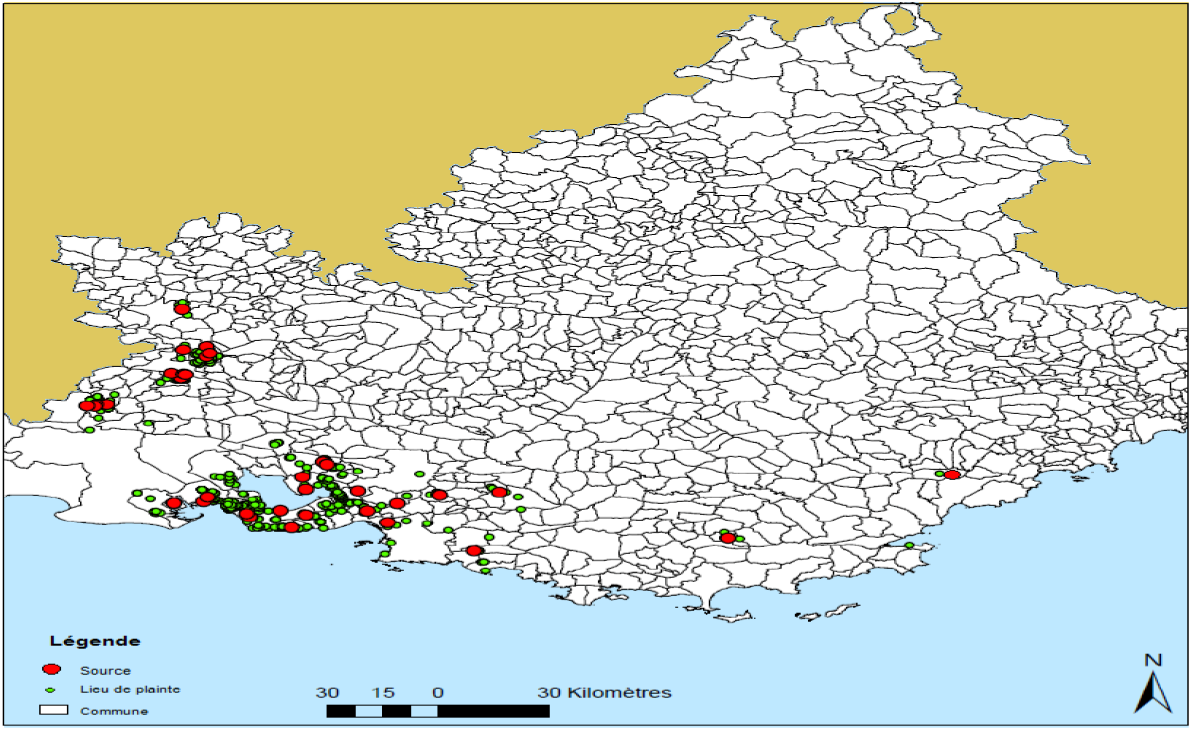 Légende
Source
Lieu de plainte
Commune
30 15 0 30 Kilomètres
N